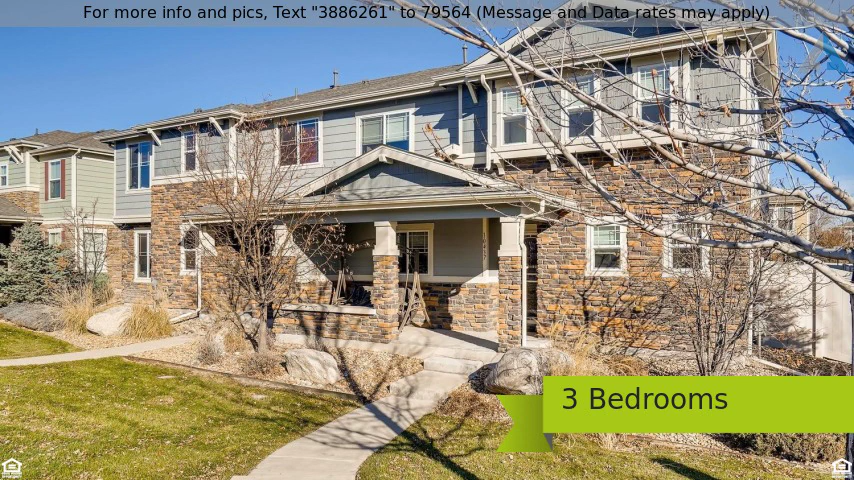 For more info and pics, Text "3886261" to 79564 (Message and Data rates may apply)
3 Bedrooms